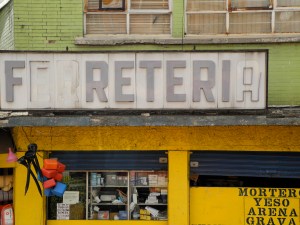 FERRETERIA
MORTERO
YESO
ARENA
GRAVA